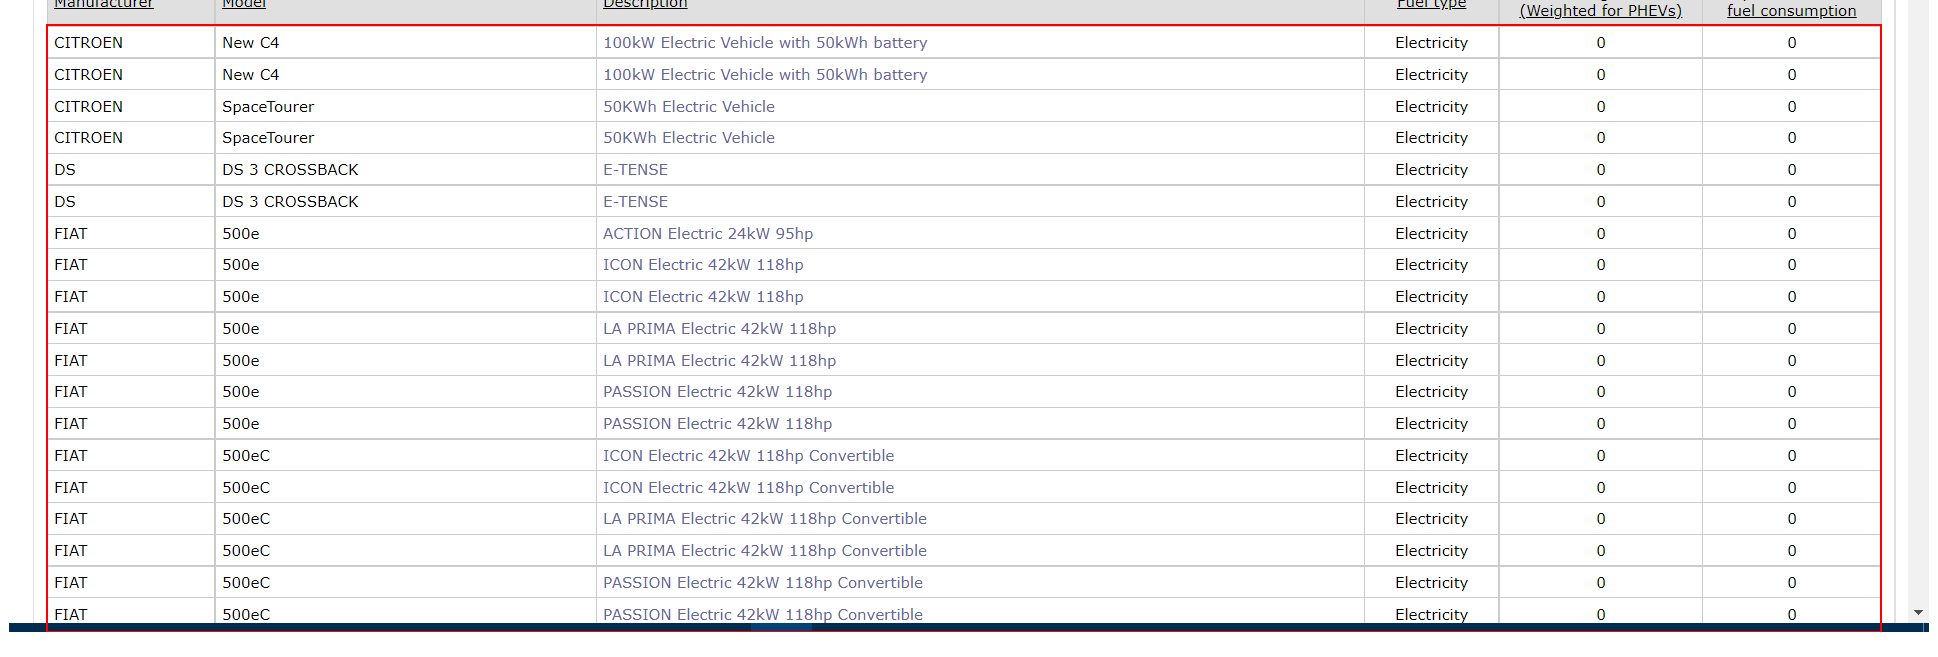 Manufacturer Model Description Fuel type
(Weighted for PHEVs) fuel consumption
CITROEN New C4 100kW Electric Vehicle with 50kWh battery Electricity 0 0
CITROEN New C4 100kW Electric Vehicle with 50kWh battery Electricity 0 0
CITROEN SpaceTourer 50KWh Electric Vehicle Electricity 0 0
CITROEN SpaceTourer 50KWh Electric Vehicle Electricity 0 0
DS DS 3 CROSSBACK E-TENSE Electricity 0 0
DS DS 3 CROSSBACK E-TENSE Electricity 0 0
FIAT 500e ACTION Electric 24kW 95hp Electricity 0 0
FIAT 500e ICON Electric 42kW 118hp Electricity 0 0
FIAT 500e ICON Electric 42kW 118hp Electricity 0 0
FIAT 500e LA PRIMA Electric 42kW 118hp Electricity 0 0
FIAT 500e LA PRIMA Electric 42kW 118hp Electricity 0 0
FIAT 500e PASSION Electric 42kW 118hp Electricity 0 0
FIAT 500e PASSION Electric 42kW 118hp Electricity 0 0
FIAT 500eC ICON Electric 42kW 118hp Convertible Electricity 0 0
FIAT 500eC ICON Electric 42kW 118hp Convertible Electricity 0 0
FIAT 500eC LA PRIMA Electric 42kW 118hp Convertible Electricity 0 0
FIAT 500eC LA PRIMA Electric 42kW 118hp Convertible Electricity 0 0
FIAT 500eC PASSION Electric 42kW 118hp Convertible Electricity 0 0
FIAT 500eC PASSION Electric 42kW 118hp Convertible Electricity 0 0